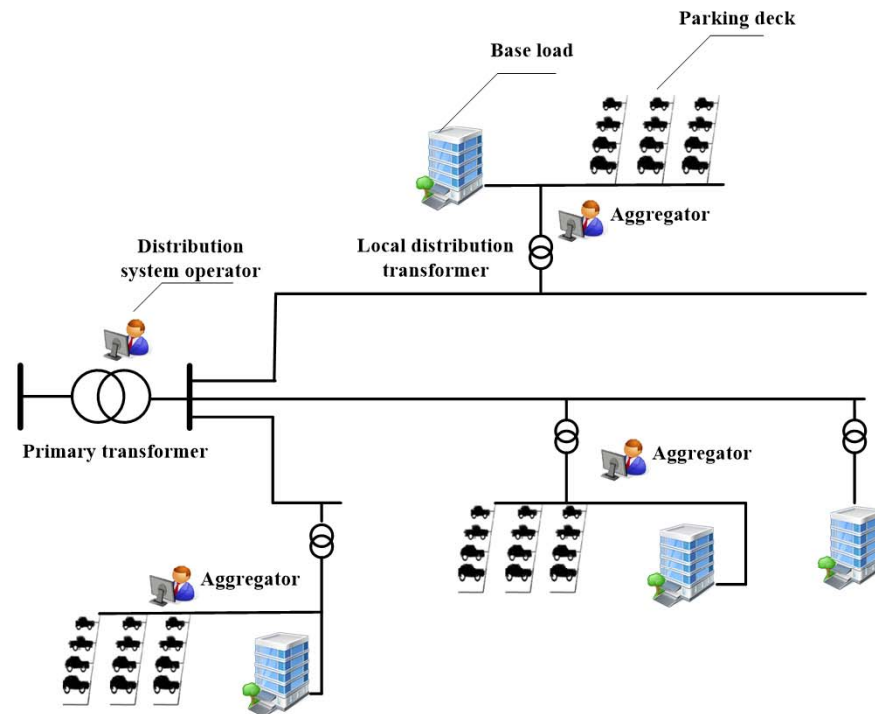 Parking deck
Base load
Aggregator
Local distribution
transformer
Distribution
system operator
Primary transformer
Aggregator
Aggregator